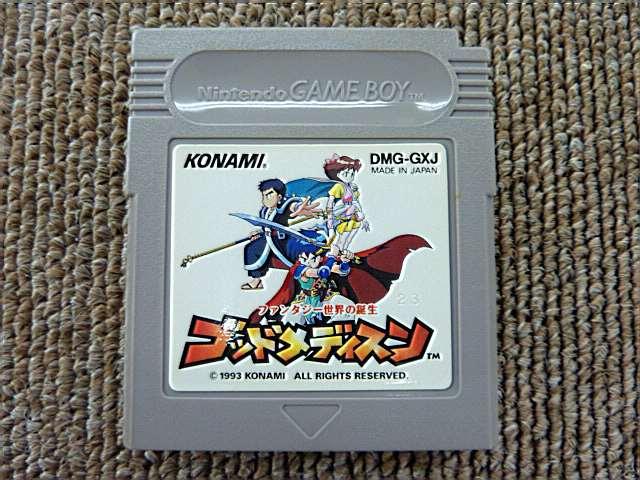 Nintendo GAME BOY™
KONAMI.
DMG-GXJ
MADE IN JAPAN
23
ファンタジー世界の誕生
ゴッドメディスン™
© 1993 KONAMI ALL RIGHTS RESERVED.